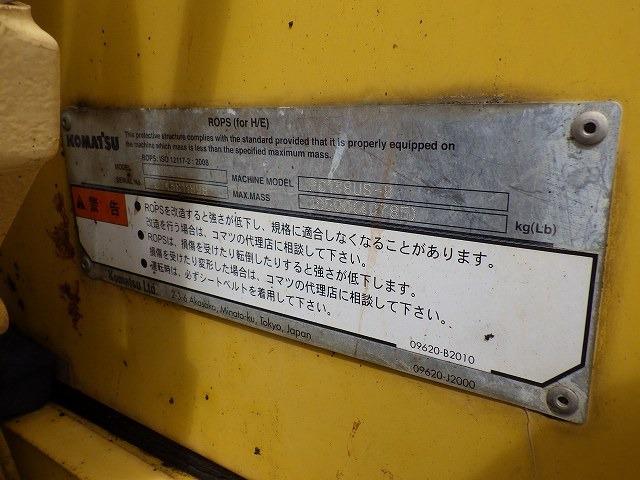 KOMATSU
ROPS (for H/E)
This protective structure complies with the standard provided that it is properly equipped on
the machine which mass is less than the specified maximum mass.
ROPS: ISO 12117-2 : 2008
MODEL
SERIAL No.
MACHINE MODEL
MAX.MASS
kg(Lb)
警 告
● ROPSを改造すると強さが低下し、規格に適合しなくなることがあります。
改造を行う場合は、コマツの代理店に相談して下さい。
● ROPSは、損傷を受けたり転倒したりすると強さが低下します。
損傷を受けたり変形した場合は、コマツの代理店に相談して下さい。
● 運転時は、必ずシートベルトを着用して下さい。
Komatsu Ltd.
2-3-6 Akasaka, Minato-ku, Tokyo, Japan
09620-B2010
09620-J2000